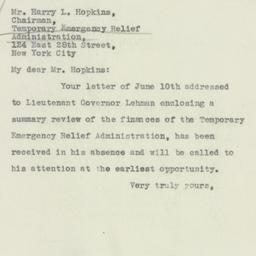 Mr. Harry L. Hopkins,
Chairman,
Temporary Emergency Relief
Administration,
124 East 28th Street,
New York City
My dear Mr. Hopkins:
Your letter of June 10th addressed
to Lieutenant Governor Lehman enclosing a
summary review of the finances of the Temporary
Emergency Relief Administration, has been
received in his absence and will be called to
his attention at the earliest opportunity.
Very truly yours,